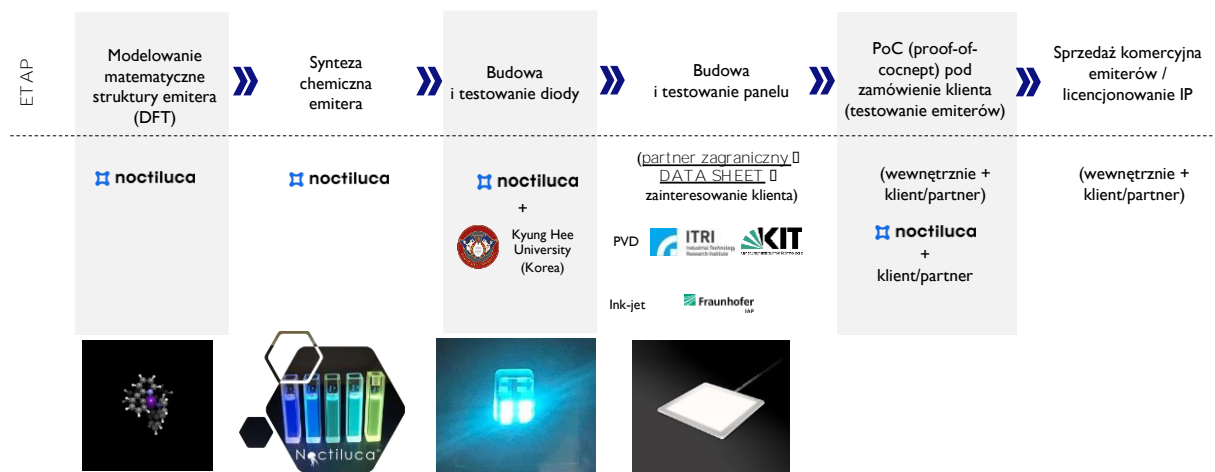 ETAP
Modelowanie
matematyczne
struktury emitera
(DFT)
Synteza
chemiczna
emitera
Budowa
i testowanie diody
Budowa
i testowanie panelu
PoC (proof-of-
cocnept) pod
zamówienie klienta
(testowanie emiterów)
Sprzedaż komercyjna
emiterów /
licencjonowanie IP
noctiluca
noctiluca
noctiluca
+
Kyung Hee
University
(Korea)
(partner zagraniczny
DATA SHEET
zainteresowanie klienta)
PVD
ITRI
Industrial Technology
Research Institute
KIT
Ink-jet
Fraunhofer
IAP
(wewnętrznie +
klient/partner)
noctiluca
+
klient/partner
(wewnętrznie +
klient/partner)
Noctiluca